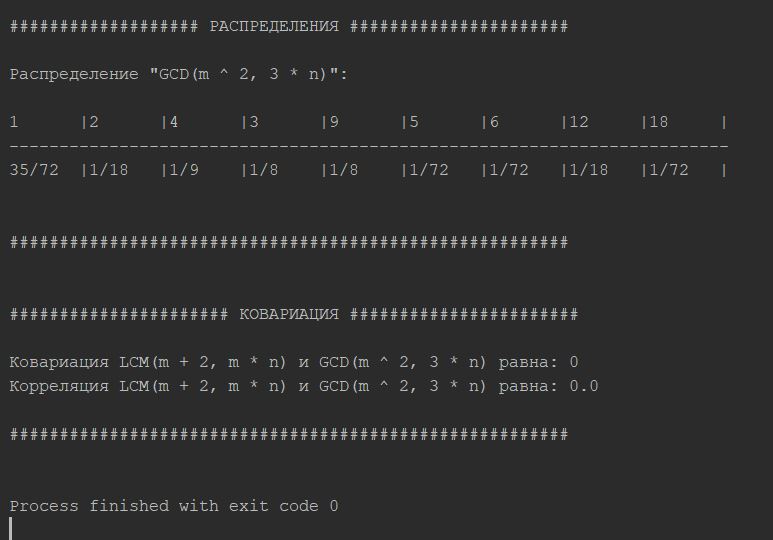 ################### РАСПРЕДЕЛЕНИЯ ######################
Распределение "GCD(m ^ 2, 3 * n)":
1      |2      |4      |3      |9      |5      |6      |12     |18     |
------------------------------------------------------------------------
35/72  |1/18   |1/9    |1/8    |1/8    |1/72   |1/72   |1/18   |1/72   |
########################################################
###################### КОВАРИАЦИЯ #######################
Ковариация LCM(m + 2, m * n) и GCD(m ^ 2, 3 * n) равна: 0
Корреляция LCM(m + 2, m * n) и GCD(m ^ 2, 3 * n) равна: 0.0
########################################################
Process finished with exit code 0